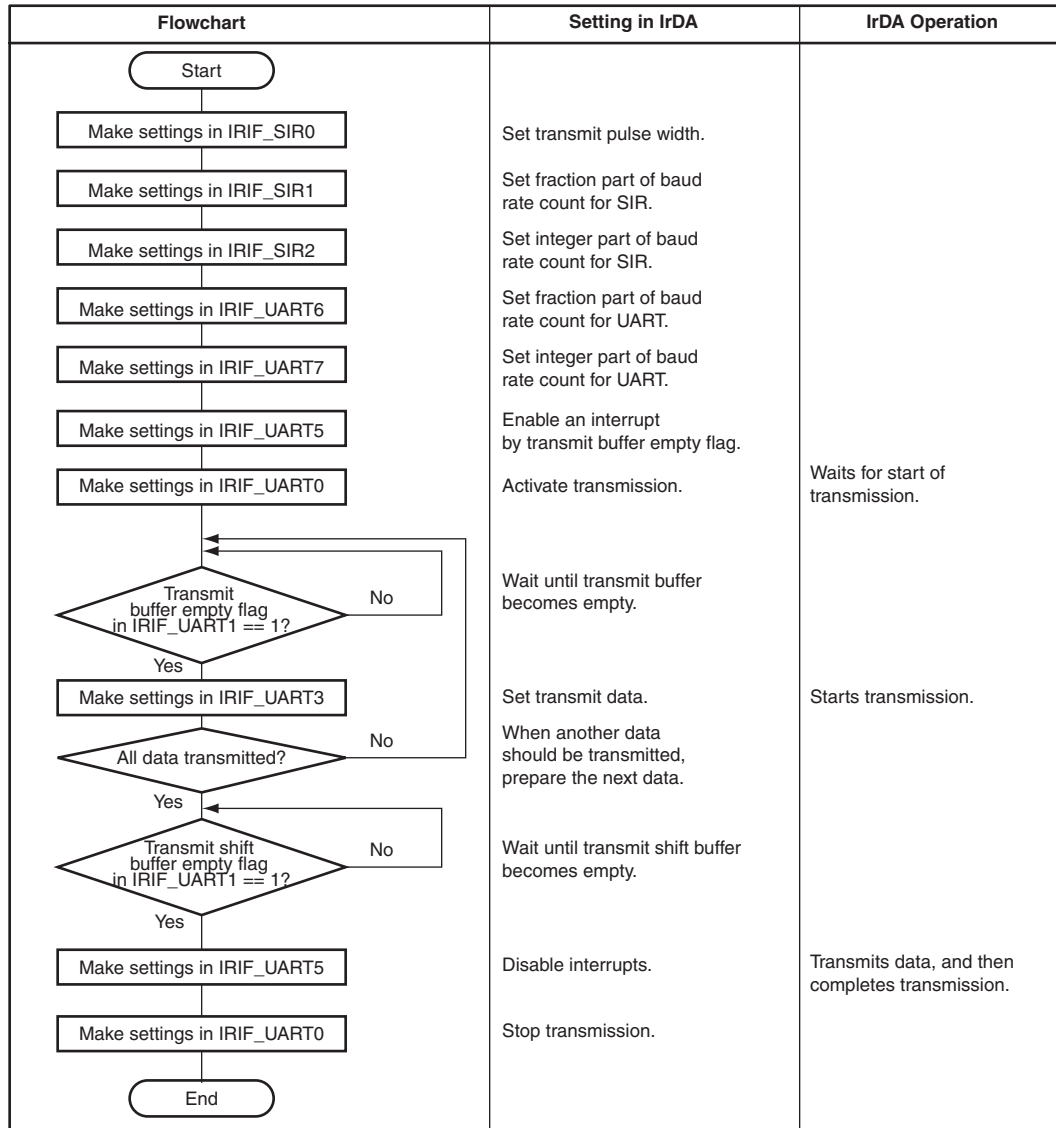 Flowchart
Setting in IrDA
IrDA Operation
Start
Make settings in IRIF_SIR0
Set transmit pulse width.
Make settings in IRIF_SIR1
Set fraction part of baud
rate count for SIR.
Make settings in IRIF_SIR2
Set integer part of baud
rate count for SIR.
Make settings in IRIF_UART6
Set fraction part of baud
rate count for UART.
Make settings in IRIF_UART7
Set integer part of baud
rate count for UART.
Make settings in IRIF_UART5
Enable an interrupt
by transmit buffer empty flag.
Make settings in IRIF_UART0
Activate transmission.
Waits for start of
transmission.
Transmit
buffer empty flag
in IRIF_UART1 == 1?
No
Wait until transmit buffer
becomes empty.
Yes
Make settings in IRIF_UART3
Set transmit data.
Starts transmission.
All data transmitted?
No
When another data
should be transmitted,
prepare the next data.
Yes
Transmit shift
buffer empty flag
in IRIF_UART1 == 1?
No
Wait until transmit shift buffer
becomes empty.
Yes
Make settings in IRIF_UART5
Disable interrupts.
Transmits data, and then
completes transmission.
Make settings in IRIF_UART0
Stop transmission.
End